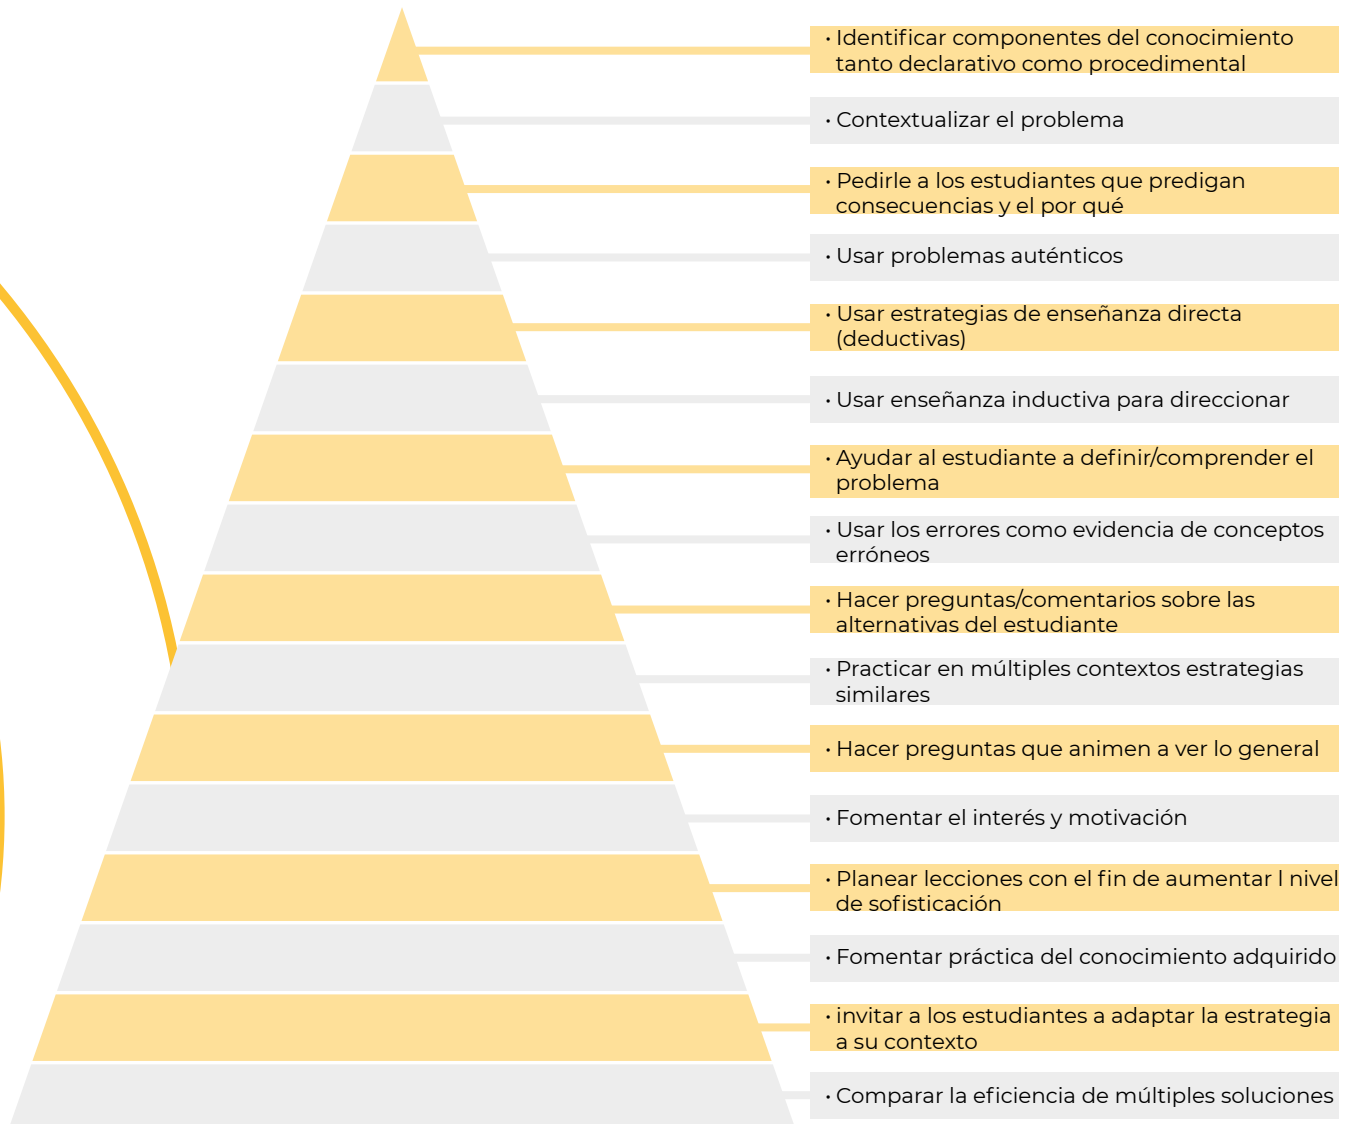 • Identificar componentes del conocimiento
tanto declarativo como procedimental
• Contextualizar el problema
• Pedirle a los estudiantes que predigan
consecuencias y el por qué
• Usar problemas auténticos
• Usar estrategias de enseñanza directa
(deductivas)
• Usar enseñanza inductiva para direccionar
• Ayudar al estudiante a definir/comprender el
problema
• Usar los errores como evidencia de conceptos
erróneos
• Hacer preguntas/comentarios sobre las
alternativas del estudiante
• Practicar en múltiples contextos estrategias
similares
• Hacer preguntas que animen a ver lo general
• Fomentar el interés y motivación
• Planear lecciones con el fin de aumentar l nivel
de sofisticación
• Fomentar práctica del conocimiento adquirido
• invitar a los estudiantes a adaptar la estrategia
a su contexto
• Comparar la eficiencia de múltiples soluciones